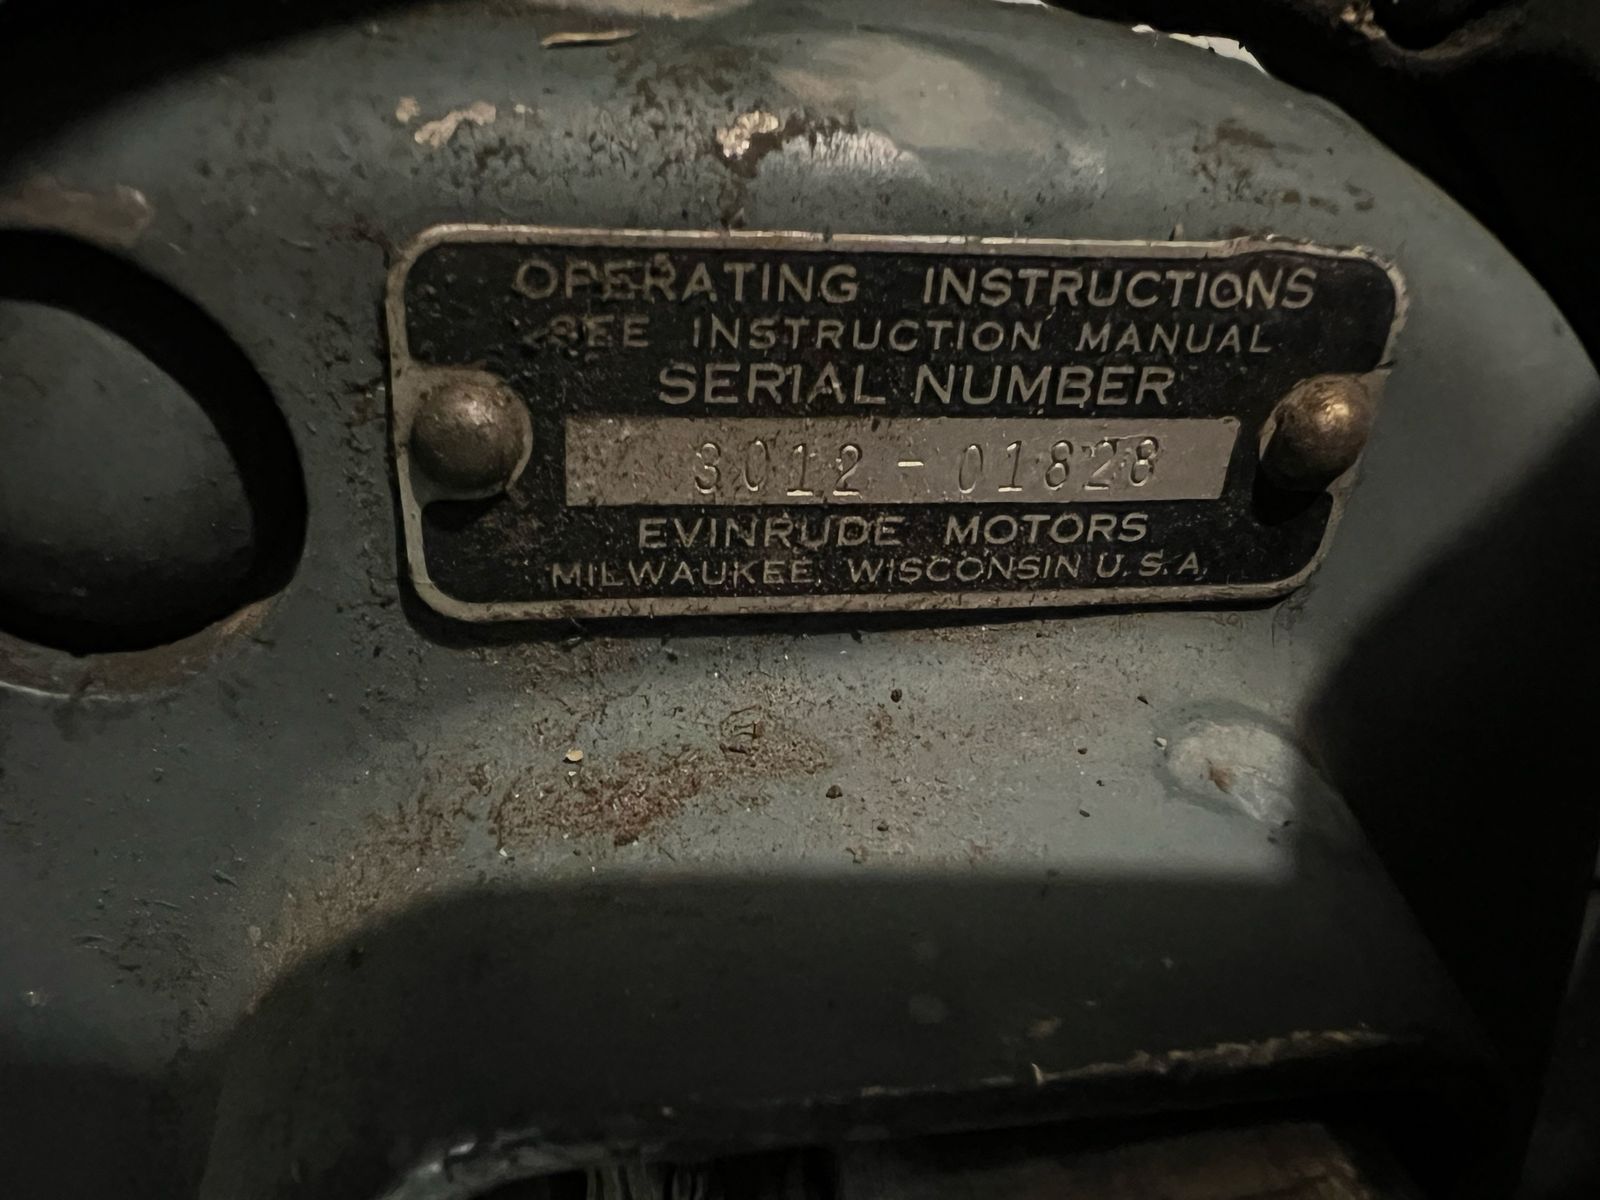 OPERATING INSTRUCTIONS
SEE INSTRUCTION MANUAL
SERIAL NUMBER
3012-01828
EVINRUDE MOTORS
MILWAUKEE, WISCONSIN U.S.A.